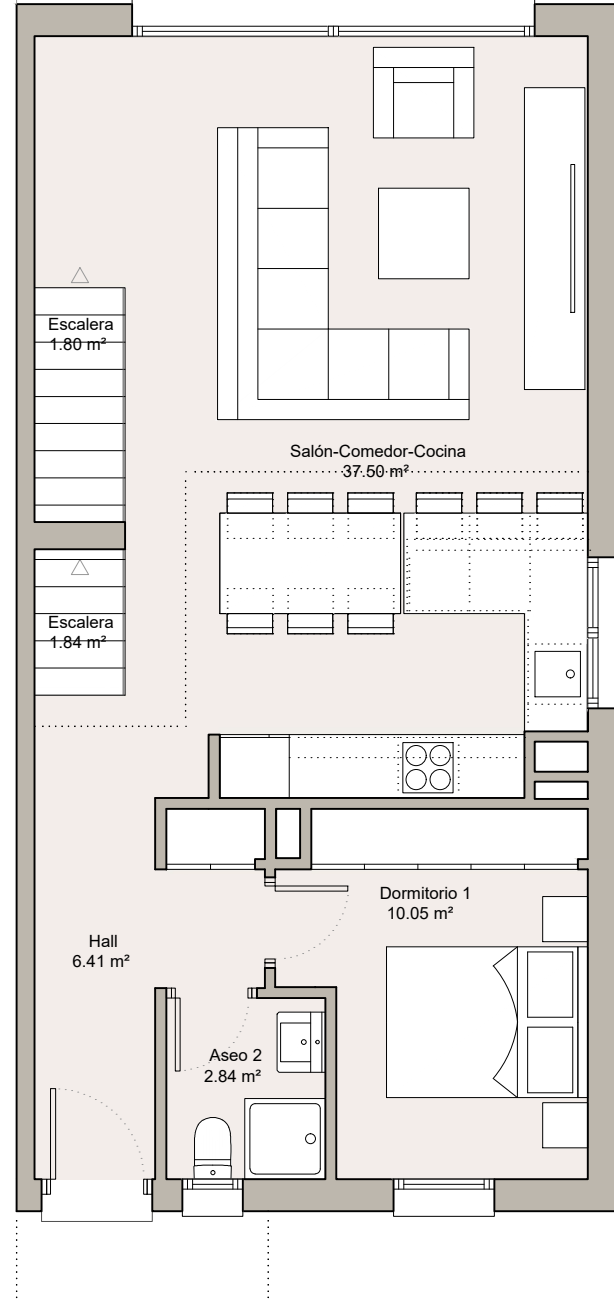 Escalera
1.80 m²
Salón-Comedor-Cocina
37.50 m²
Escalera
1.84 m²
Dormitorio 1
10.05 m²
Hall
6.41 m²
Aseo 2
2.84 m²